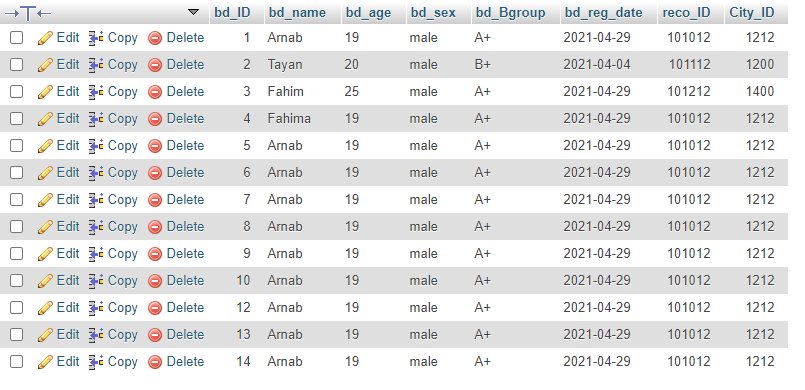 bd_ID bd_name bd_age bd_sex bd_Bgroup bd_reg_date reco_ID City_ID
Edit Copy Delete 1 Arnab 19 male A+ 2021-04-29 101012 1212
Edit Copy Delete 2 Tayan 20 male B+ 2021-04-04 101112 1200
Edit Copy Delete 3 Fahim 25 male A+ 2021-04-29 101212 1400
Edit Copy Delete 4 Fahima 19 male A+ 2021-04-29 101012 1212
Edit Copy Delete 5 Arnab 19 male A+ 2021-04-29 101012 1212
Edit Copy Delete 6 Arnab 19 male A+ 2021-04-29 101012 1212
Edit Copy Delete 7 Arnab 19 male A+ 2021-04-29 101012 1212
Edit Copy Delete 8 Arnab 19 male A+ 2021-04-29 101012 1212
Edit Copy Delete 9 Arnab 19 male A+ 2021-04-29 101012 1212
Edit Copy Delete 10 Arnab 19 male A+ 2021-04-29 101012 1212
Edit Copy Delete 12 Arnab 19 male A+ 2021-04-29 101012 1212
Edit Copy Delete 13 Arnab 19 male A+ 2021-04-29 101012 1212
Edit Copy Delete 14 Arnab 19 male A+ 2021-04-29 101012 1212